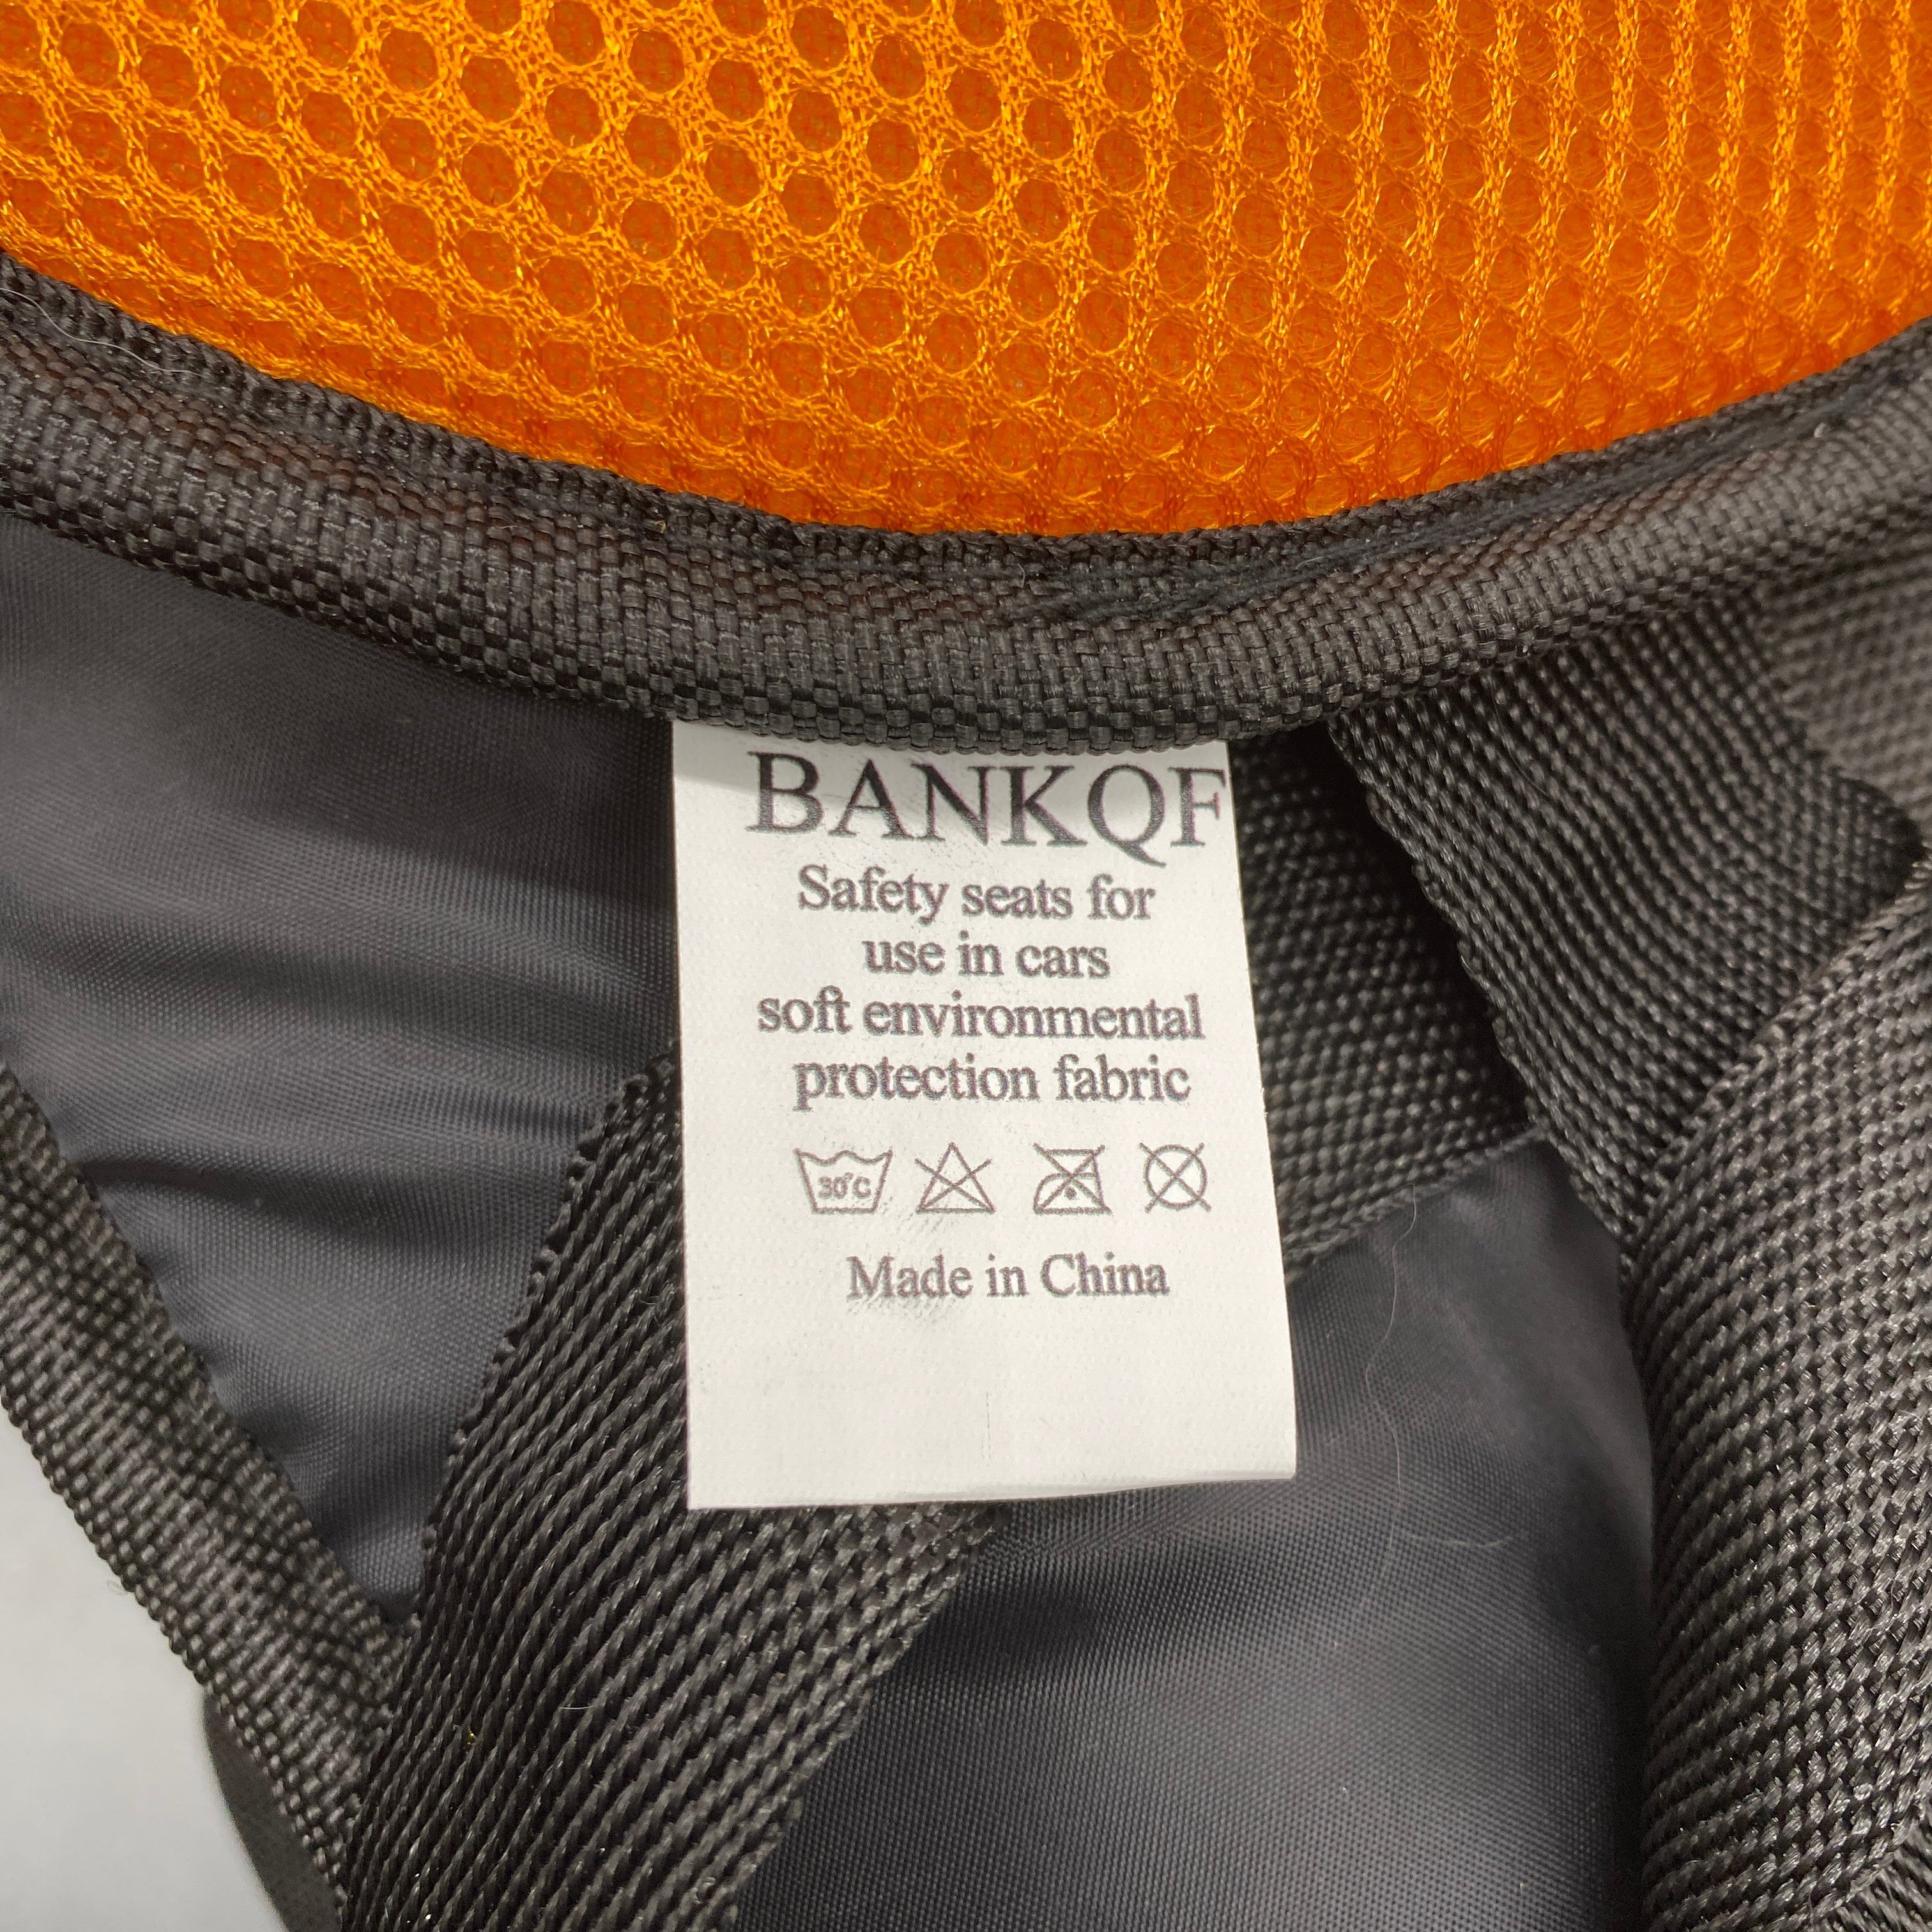 BANKQF
Safety seats for
use in cars
soft environmental
protection fabric
30°C
Made in China